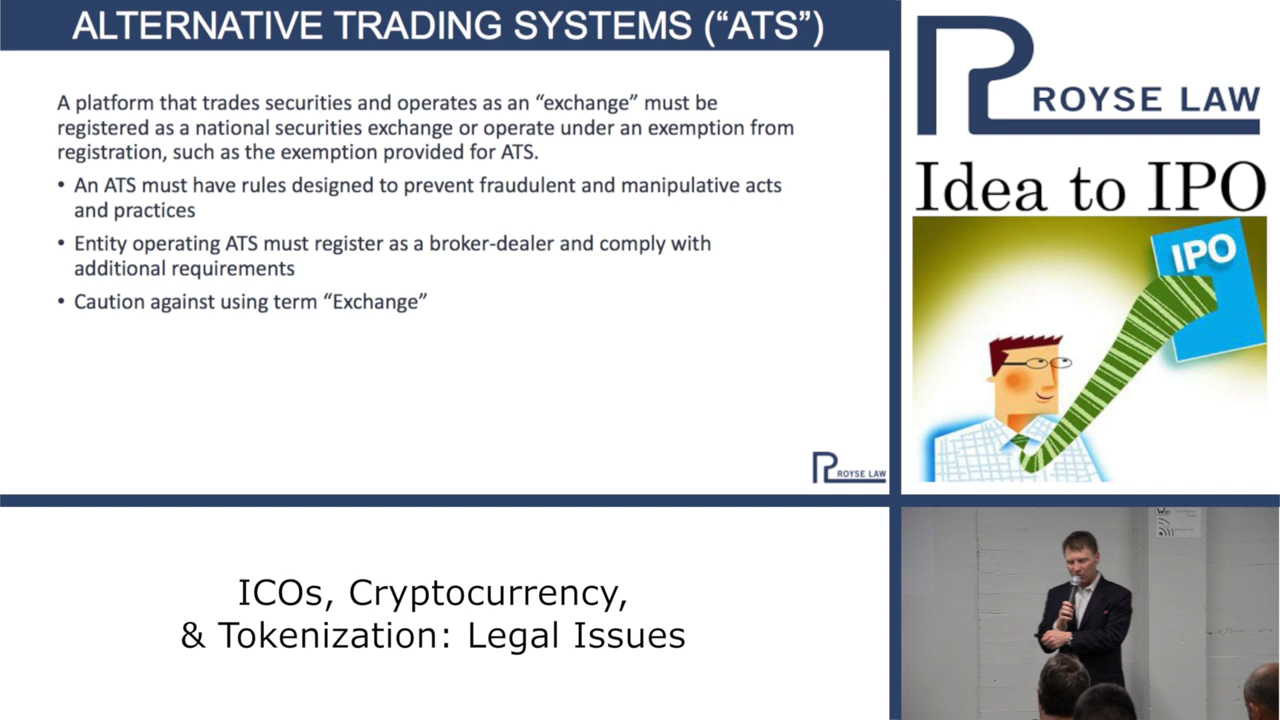 ALTERNATIVE TRADING SYSTEMS (“ATS”)
A platform that trades securities and operates as an “exchange” must be
registered as a national securities exchange or operate under an exemption from
registration, such as the exemption provided for ATS.
• An ATS must have rules designed to prevent fraudulent and manipulative acts
and practices
• Entity operating ATS must register as a broker-dealer and comply with
additional requirements
• Caution against using term “Exchange”
ROYSE LAW
ROYSE LAW
Idea to IPO
IPO
ICOs, Cryptocurrency,
& Tokenization: Legal Issues